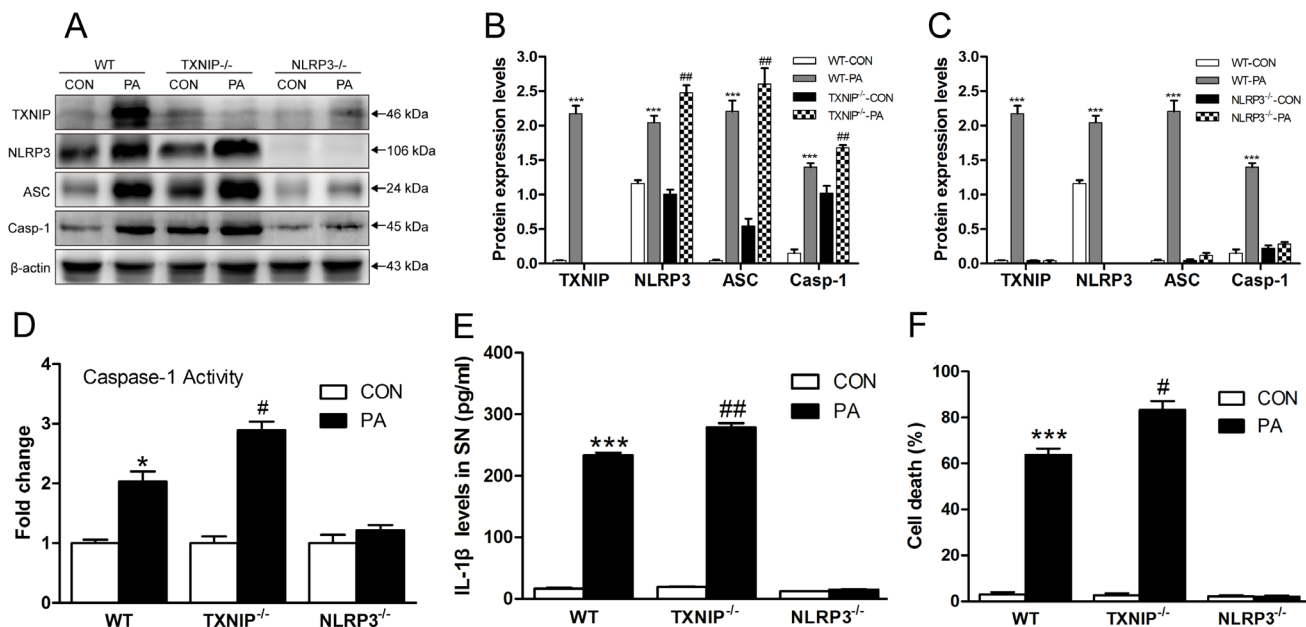 A
WT TXNIP-/- NLRP3-/-
CON PA CON PA CON PA
TXNIP 46 kDa
NLRP3 106 kDa
ASC 24 kDa
Casp-1 45 kDa
β-actin 43 kDa
B
Protein expression levels
3.0
2.5
2.0
1.5
1.0
0.5
0.0
*** *** ## *** ## *** ##
TXNIP NLRP3 ASC Casp-1
WT-CON
WT-PA
TXNIP-/--CON
TXNIP-/--PA
C
Protein expression levels
3.0
2.5
2.0
1.5
1.0
0.5
0.0
*** *** *** ***
TXNIP NLRP3 ASC Casp-1
WT-CON
WT-PA
NLRP3-/--CON
NLRP3-/--PA
D
Caspase-1 Activity
Fold change
4
3
2
1
0
* #
WT TXNIP-/- NLRP3-/-
CON
PA
E
IL-1β levels in SN (pg/ml)
400
300
200
100
0
*** ##
WT TXNIP-/- NLRP3-/-
CON
PA
F
Cell death (%)
100
80
60
40
20
0
*** #
WT TXNIP-/- NLRP3-/-
CON
PA